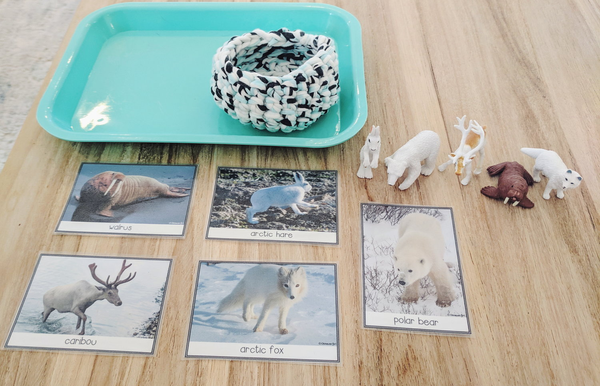 walrus
arctic hare
caribou
arctic fox
polar bear